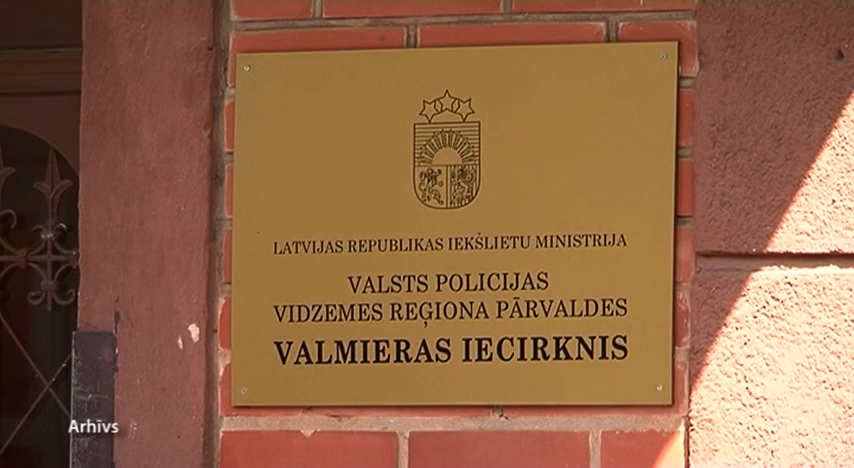 LATVIJAS REPUBLIKAS IEKŠLIETU MINISTRIJA
VALSTS POLICIJAS
VIDZEMES REĢIONA PĀRVALDES
VALMIERAS IECIRKNIS
Arhīvs